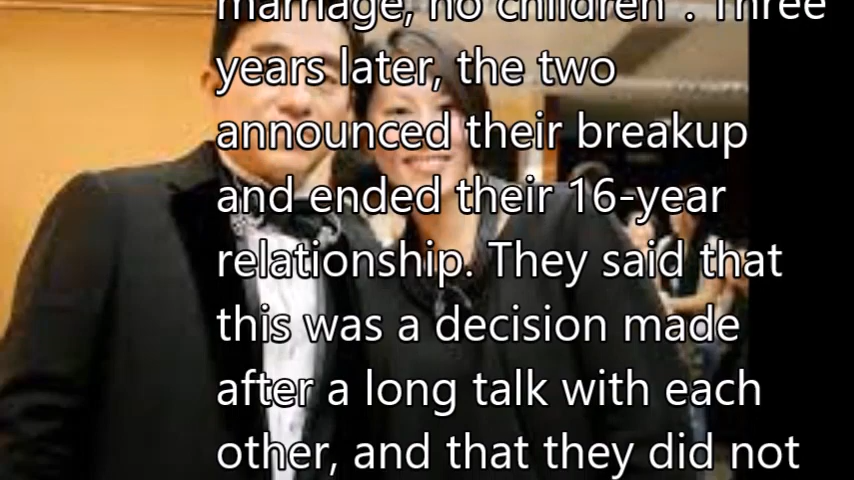 marriage, no children". Three
years later, the two
announced their breakup
and ended their 16-year
relationship. They said that
this was a decision made
after a long talk with each
other, and that they did not